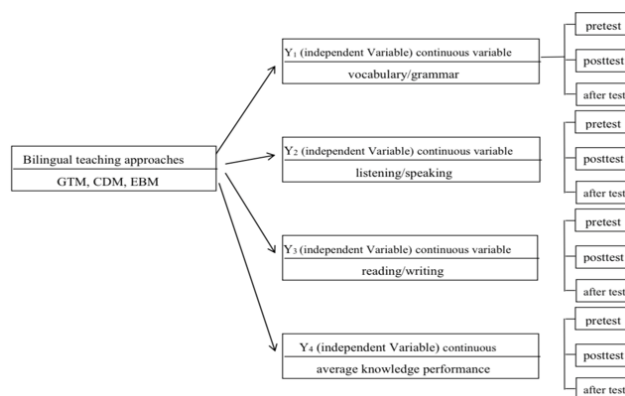 pretest
Y₁ (independent Variable) continuous variable
vocabulary/grammar
posttest
after test
pretest
Y₂ (independent Variable) continuous variable
listening/speaking
posttest
after test
Bilingual teaching approaches
GTM, CDM, EBM
pretest
Y₃ (independent Variable) continuous variable
reading/writing
posttest
after test
pretest
Y₄ (independent Variable) continuous
average knowledge performance
posttest
after test